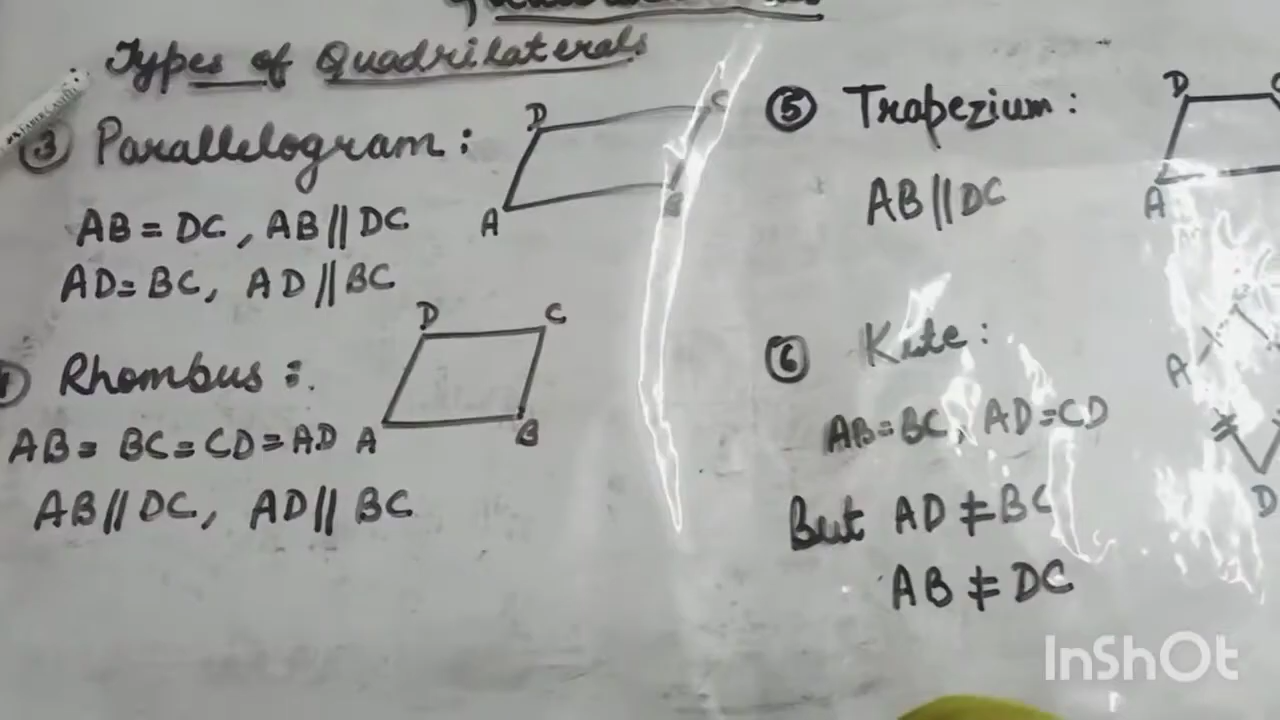 Types of Quadrilaterals
③ Parallelogram :
D C
A B
AB = DC, AB || DC
AD = BC, AD || BC
Rhombus :.
D C
A B
AB = BC = CD = AD
AB || DC, AD || BC
⑤ Trapezium :
D C
A
AB || DC
⑥ Kite :
A
D
AB = BC, AD = CD
But AD ≠ BC
AB ≠ DC
InShOt